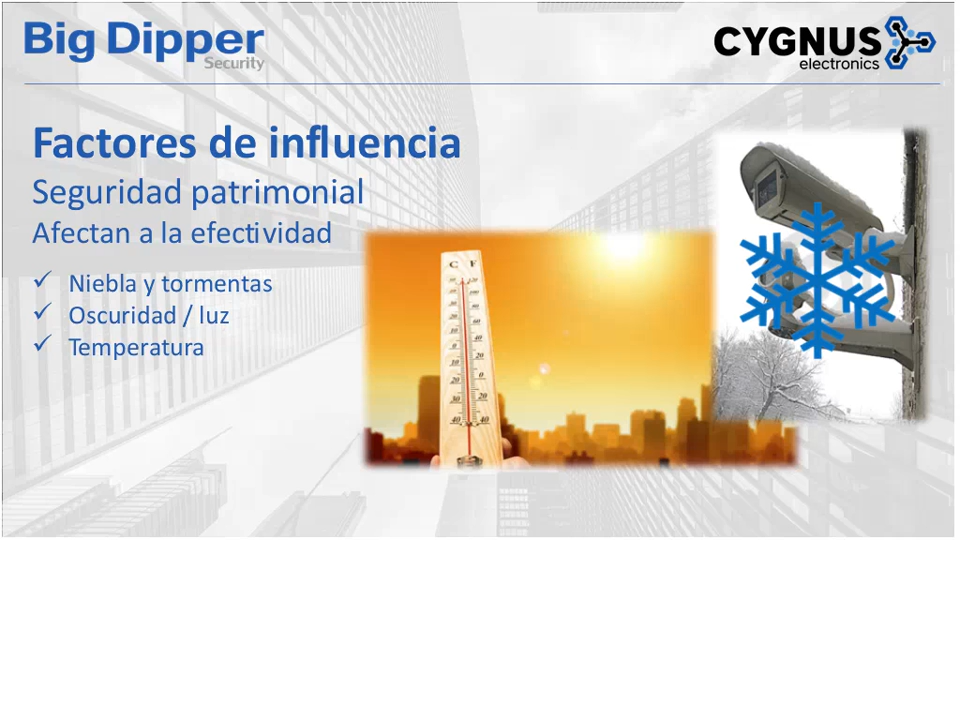 Big Dipper
Security
CYGNUS
electronics
Factores de influencia
Seguridad patrimonial
Afectan a la efectividad
Niebla y tormentas
Oscuridad / luz
Temperatura
C F